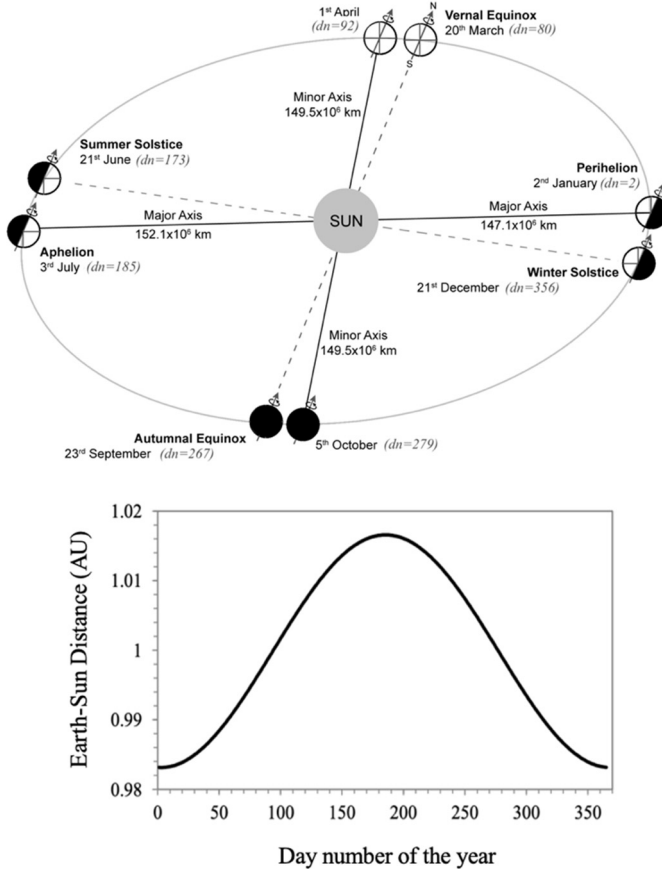 1st April
(dn=92)
N
Vernal Equinox
20th March (dn=80)
S
Minor Axis
149.5x10⁶ km
Summer Solstice
21st June (dn=173)
Perihelion
2nd January (dn=2)
Major Axis
152.1x10⁶ km
SUN
Major Axis
147.1x10⁶ km
Aphelion
3rd July (dn=185)
Winter Solstice
21st December (dn=356)
Minor Axis
149.5x10⁶ km
Autumnal Equinox
23rd September (dn=267)
5th October (dn=279)
1.02
1.01
1
0.99
0.98
Earth-Sun Distance (AU)
0 50 100 150 200 250 300 350
Day number of the year